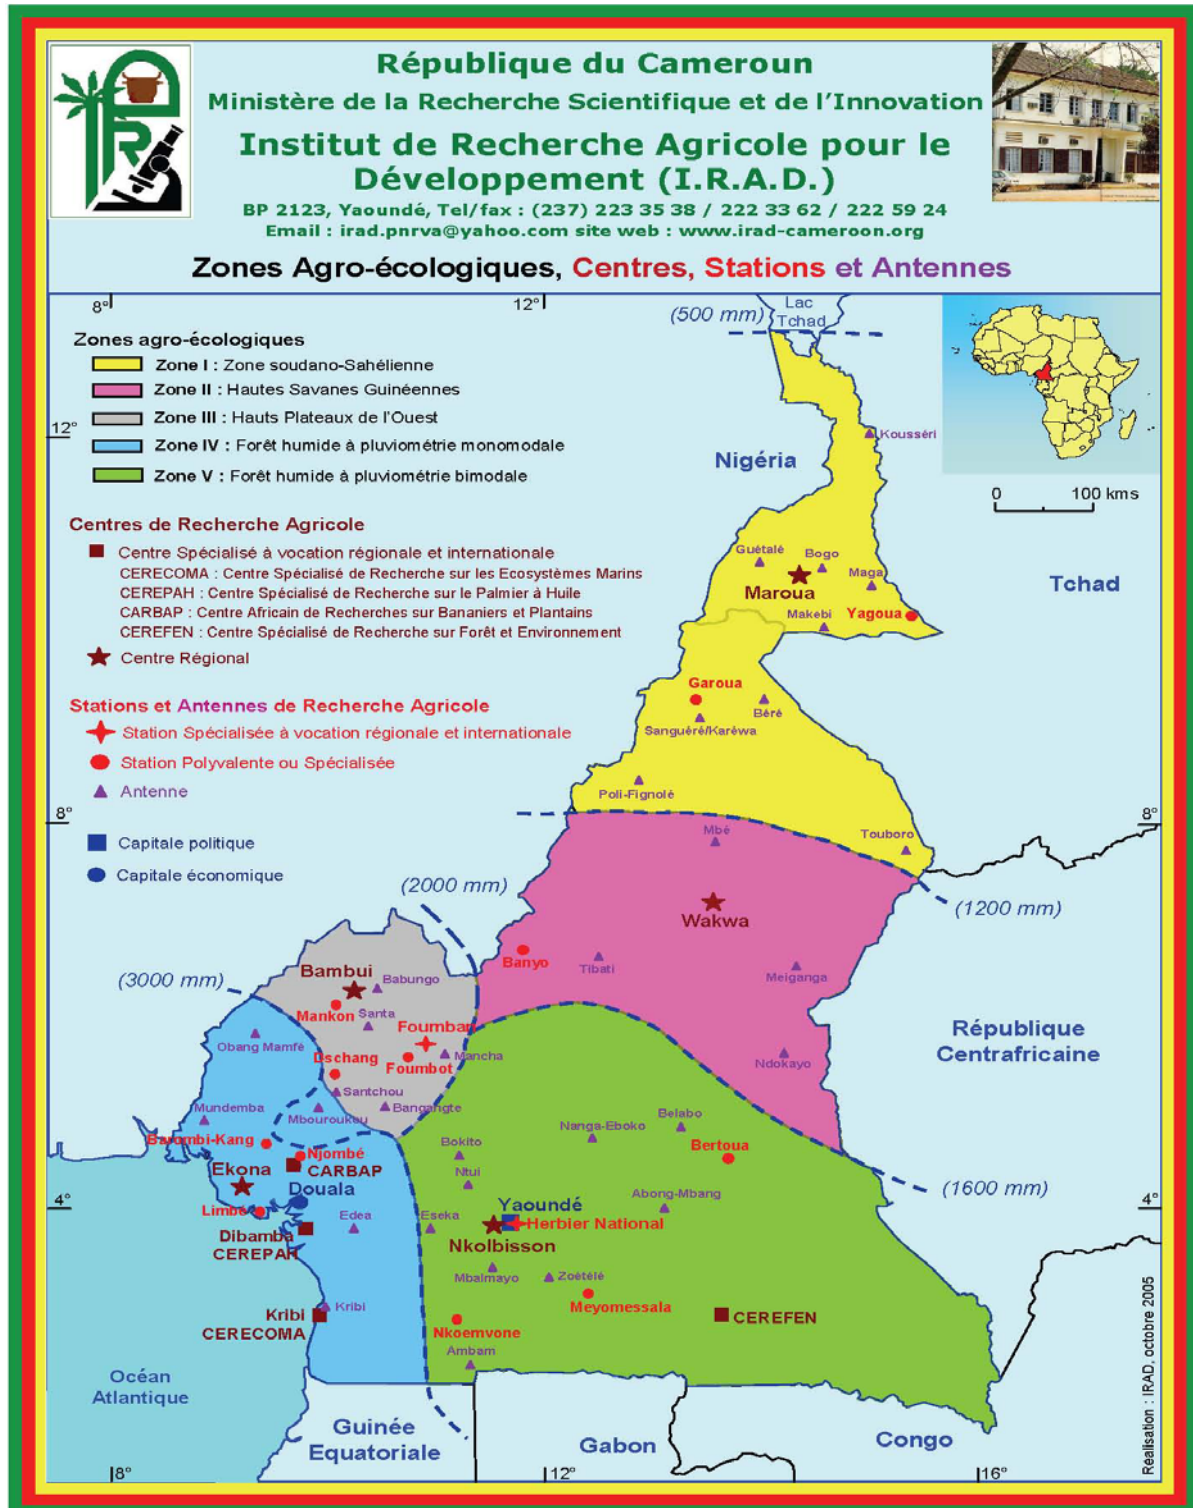 République du Cameroun
Ministère de la Recherche Scientifique et de l'Innovation
Institut de Recherche Agricole pour le
Développement (I.R.A.D.)
BP 2123, Yaoundé, Tel/fax : (237) 223 35 38 / 222 33 62 / 222 59 24
Email : irad.pnrva@yahoo.com site web : www.irad-cameroon.org
Zones Agro-écologiques, Centres, Stations et Antennes
8°
12°
(500 mm)
Lac
Tchad
Zones agro-écologiques
Zone I : Zone soudano-Sahélienne
Zone II : Hautes Savanes Guinéennes
Zone III : Hauts Plateaux de l'Ouest
Zone IV : Forêt humide à pluviométrie monomodale
Zone V : Forêt humide à pluviométrie bimodale
12°
Kousséri
Nigéria
0 100 kms
Centres de Recherche Agricole
Centre Spécialisé à vocation régionale et internationale
CERECOMA : Centre Spécialisé de Recherche sur les Ecosystèmes Marins
CEREPAH : Centre Spécialisé de Recherche sur le Palmier à Huile
CARBAP : Centre Africain de Recherches sur Bananiers et Plantains
CEREFEN : Centre Spécialisé de Recherche sur Forêt et Environnement
Centre Régional
Guétalé
Bogo
Maga
Maroua
Makebi
Yagoua
Tchad
Stations et Antennes de Recherche Agricole
Station Spécialisée à vocation régionale et internationale
Station Polyvalente ou Spécialisée
Antenne
Capitale politique
Capitale économique
Garoua
Béré
Sanguéré/Karéwa
Poli-Fignolé
8°
8°
Mbé
Touboro
(2000 mm)
(1200 mm)
Wakwa
(3000 mm)
Bambui
Babungo
Banyo
Tibati
Meiganga
Mankon
Santa
Foumban
Obang Mamfé
Dschang
Foumbot
Mancha
Ndokayo
République
Centrafricaine
Santchou
Mundemba
Mbouroukou
Bangangte
Barombi-Kang
Njombé
Bokito
Nanga-Eboko
Belabo
Bertoua
Ekona
CARBAP
Ntui
Douala
(1600 mm)
4°
4°
Limbe
Edea
Eseka
Yaoundé
Abong-Mbang
Herbier National
Dibamba
CEREPAH
Nkolbisson
Mbalmayo
Zoétélé
Meyomessala
Kribi
Kribi
CERECOMA
Nkoemvone
CEREFEN
Ambam
Océan
Atlantique
Guinée
Equatoriale
Gabon
Congo
8°
12°
16°
Réalisation : IRAD, octobre 2005